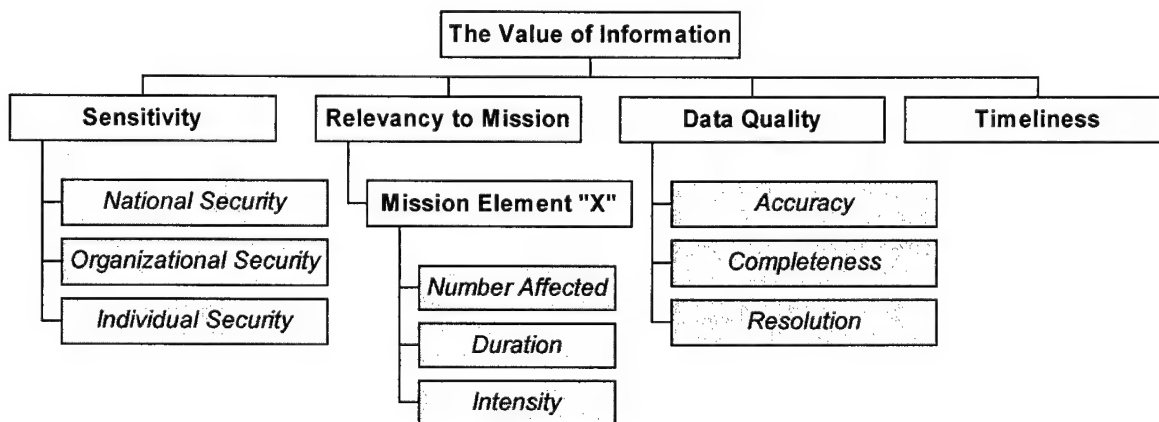 The Value of Information
Sensitivity
Relevancy to Mission
Data Quality
Timeliness
National Security
Organizational Security
Individual Security
Mission Element "X"
Number Affected
Duration
Intensity
Accuracy
Completeness
Resolution